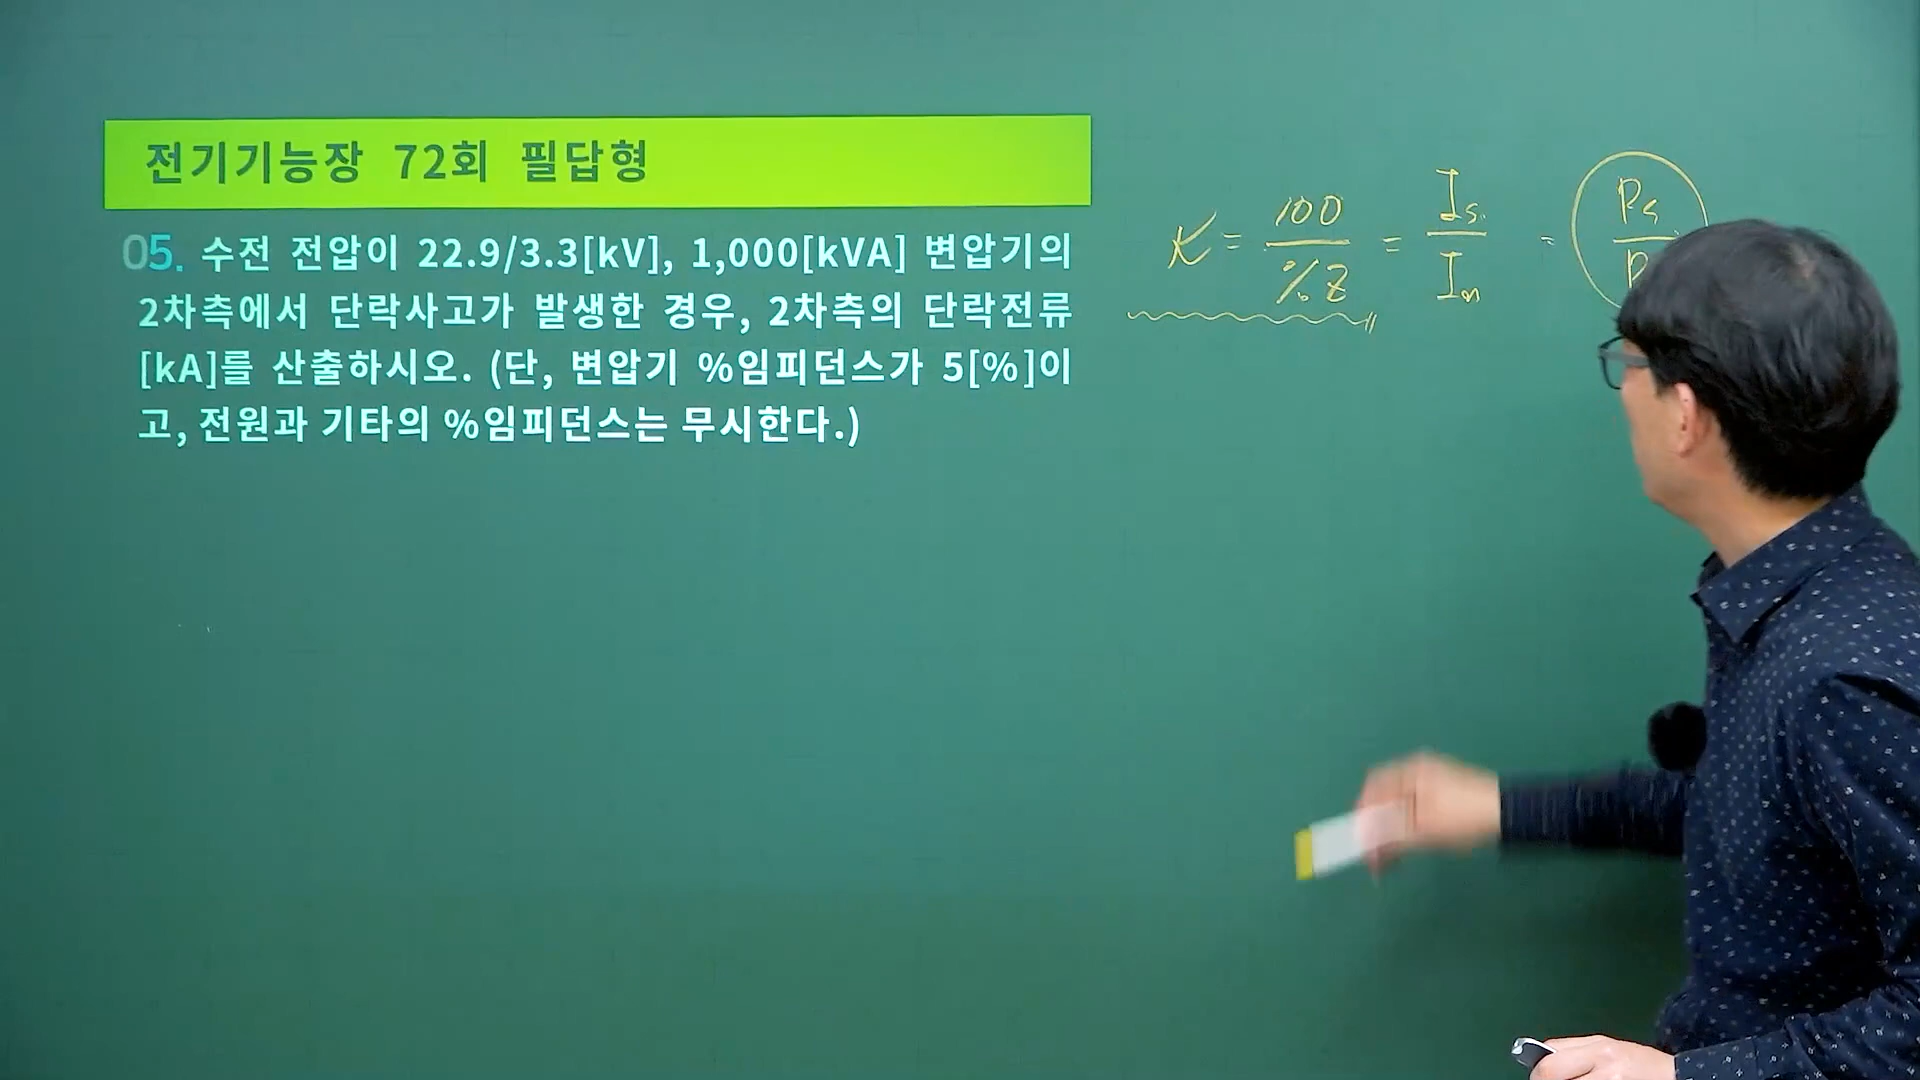 전기기능장 72회 필답형
05. 수전 전압이 22.9/3.3[kV], 1,000[kVA] 변압기의
2차측에서 단락사고가 발생한 경우, 2차측의 단락전류
[kA]를 산출하시오. (단, 변압기 %임피던스가 5[%]이
고, 전원과 기타의 %임피던스는 무시한다.)
K = 100 / %Z = Is / In = Ps / P